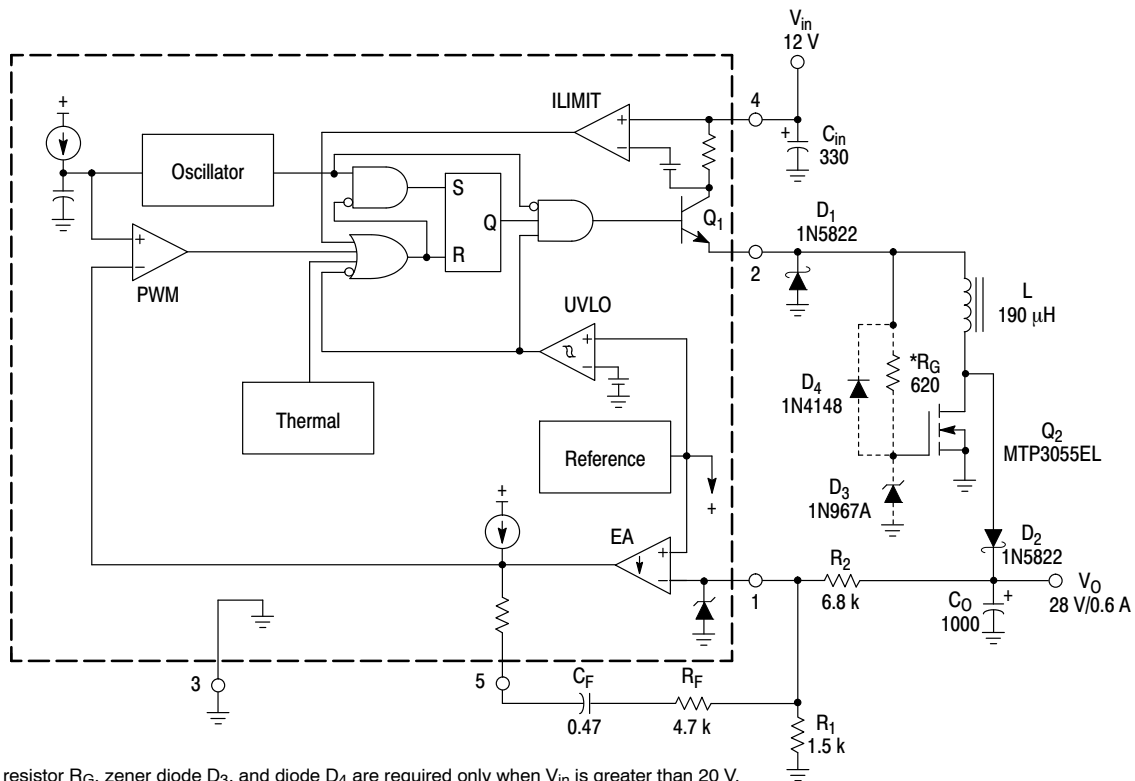 V_in
12 V
4
+
C_in
330
ILIMIT
+
−
+
Oscillator
S
Q
R
Q_1
D_1
1N5822
2
+
−
PWM
L
190 μH
UVLO
+
−
*R_G
620
D_4
1N4148
Thermal
Reference
+
Q_2
MTP3055EL
D_3
1N967A
+
EA
+
−
1
R_2
6.8 k
D_2
1N5822
V_O
28 V/0.6 A
C_O
1000
+
3
5
C_F
0.47
R_F
4.7 k
R_1
1.5 k
resistor R_G, zener diode D_3, and diode D_4 are required only when V_in is greater than 20 V.